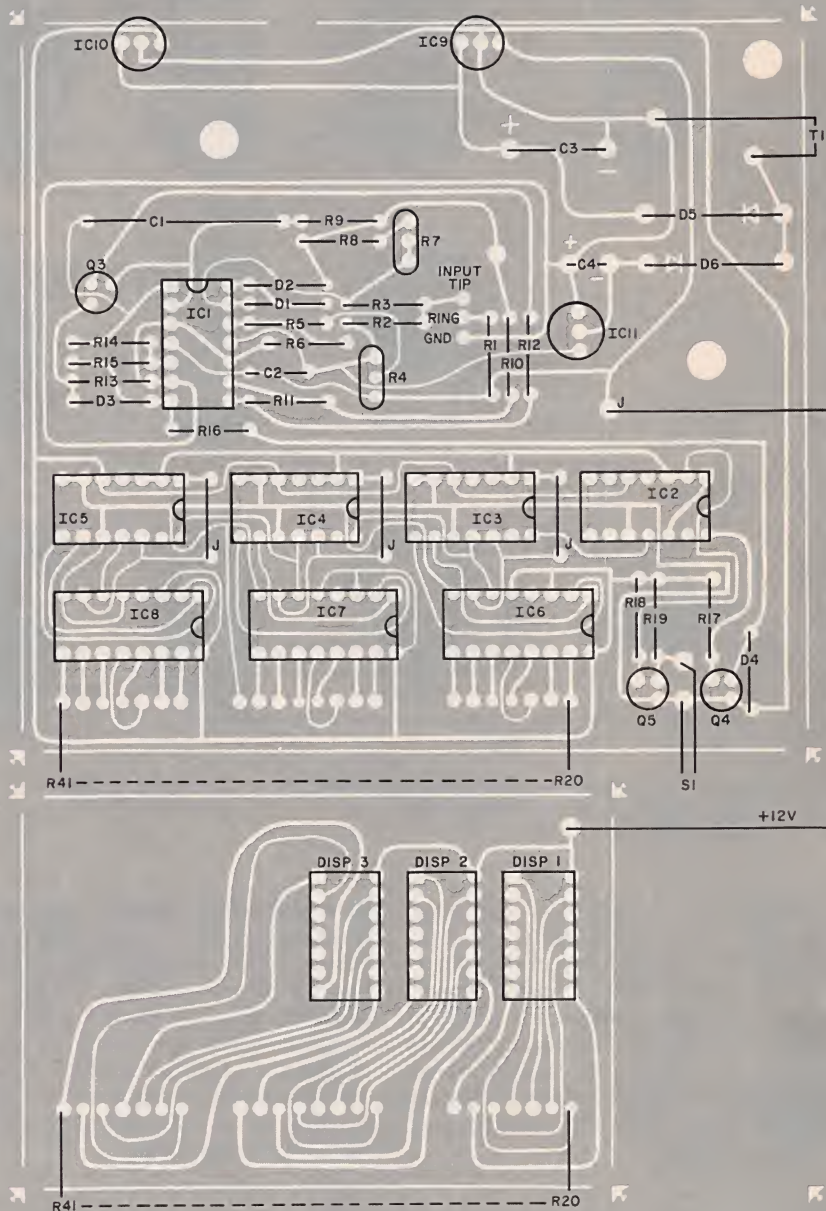 IC10
IC9
+
C3
−
T1
C1
R9
R8
R7
D5
+
C4
−
D6
Q3
IC1
D2
D1
R5
R6
R3
R2
INPUT
TIP
RING
GND
R1
R10
R12
IC11
R14
R15
R13
D3
C2
R4
R11
J
R16
IC5
J
IC4
J
IC3
J
IC2
IC8
IC7
IC6
R18
R19
R17
D4
Q5
Q4
S1
R41
R20
+12V
DISP 3
DISP 2
DISP 1
R41
R20